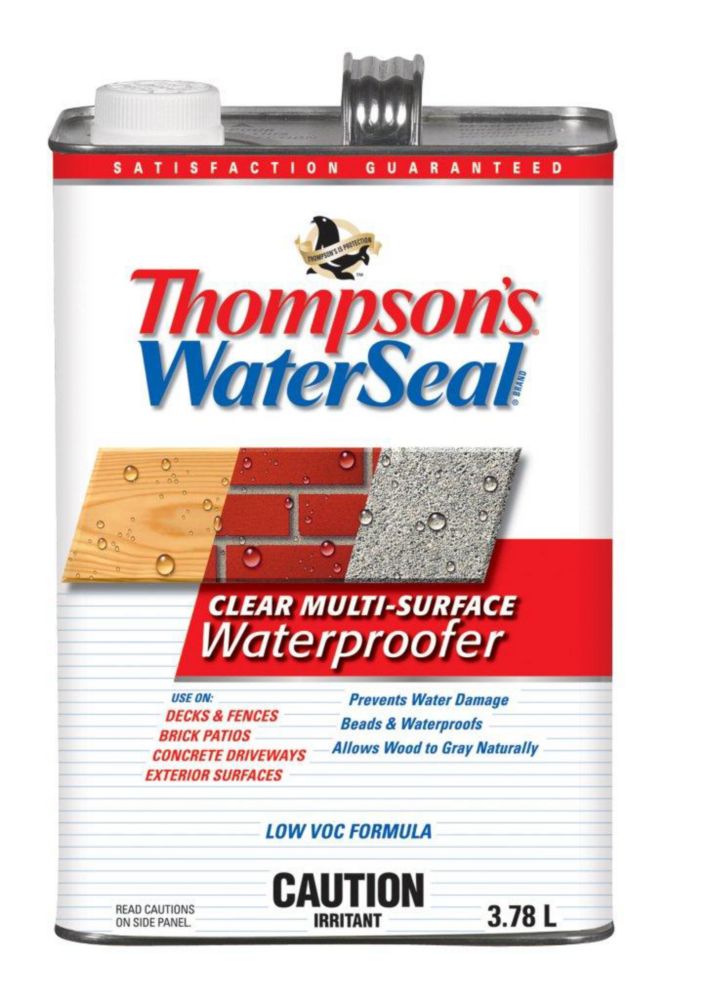 SATISFACTION GUARANTEED
THOMPSON'S IS PROTECTION
TM
Thompson's®
WaterSeal® BRAND
CLEAR MULTI-SURFACE
Waterproofer
USE ON:
DECKS & FENCES
BRICK PATIOS
CONCRETE DRIVEWAYS
EXTERIOR SURFACES
Prevents Water Damage
Beads & Waterproofs
Allows Wood to Gray Naturally
LOW VOC FORMULA
CAUTION
IRRITANT
READ CAUTIONS
ON SIDE PANEL.
3.78 L